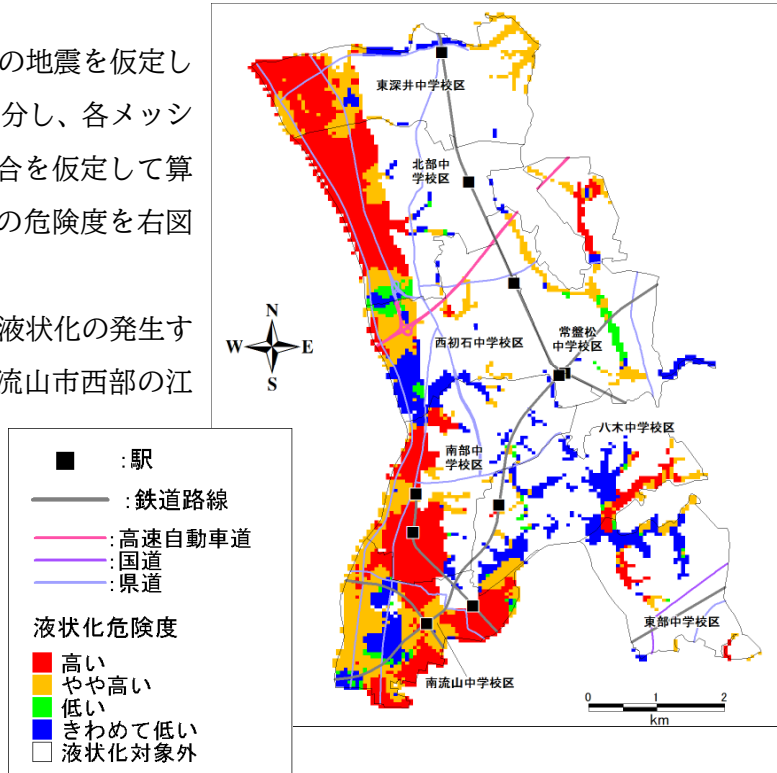 の地震を仮定し
分し、各メッシ
合を仮定して算
の危険度を右図
液状化の発生す
流山市西部の江
東深井中学校区
北部中
学校区
西初石中学校区
常盤松
中学校区
八木中学校区
南部中
学校区
東部中学校区
南流山中学校区
N
W E
S
:駅
:鉄道路線
:高速自動車道
:国道
:県道
液状化危険度
高い
やや高い
低い
きわめて低い
液状化対象外
0 1 2
km